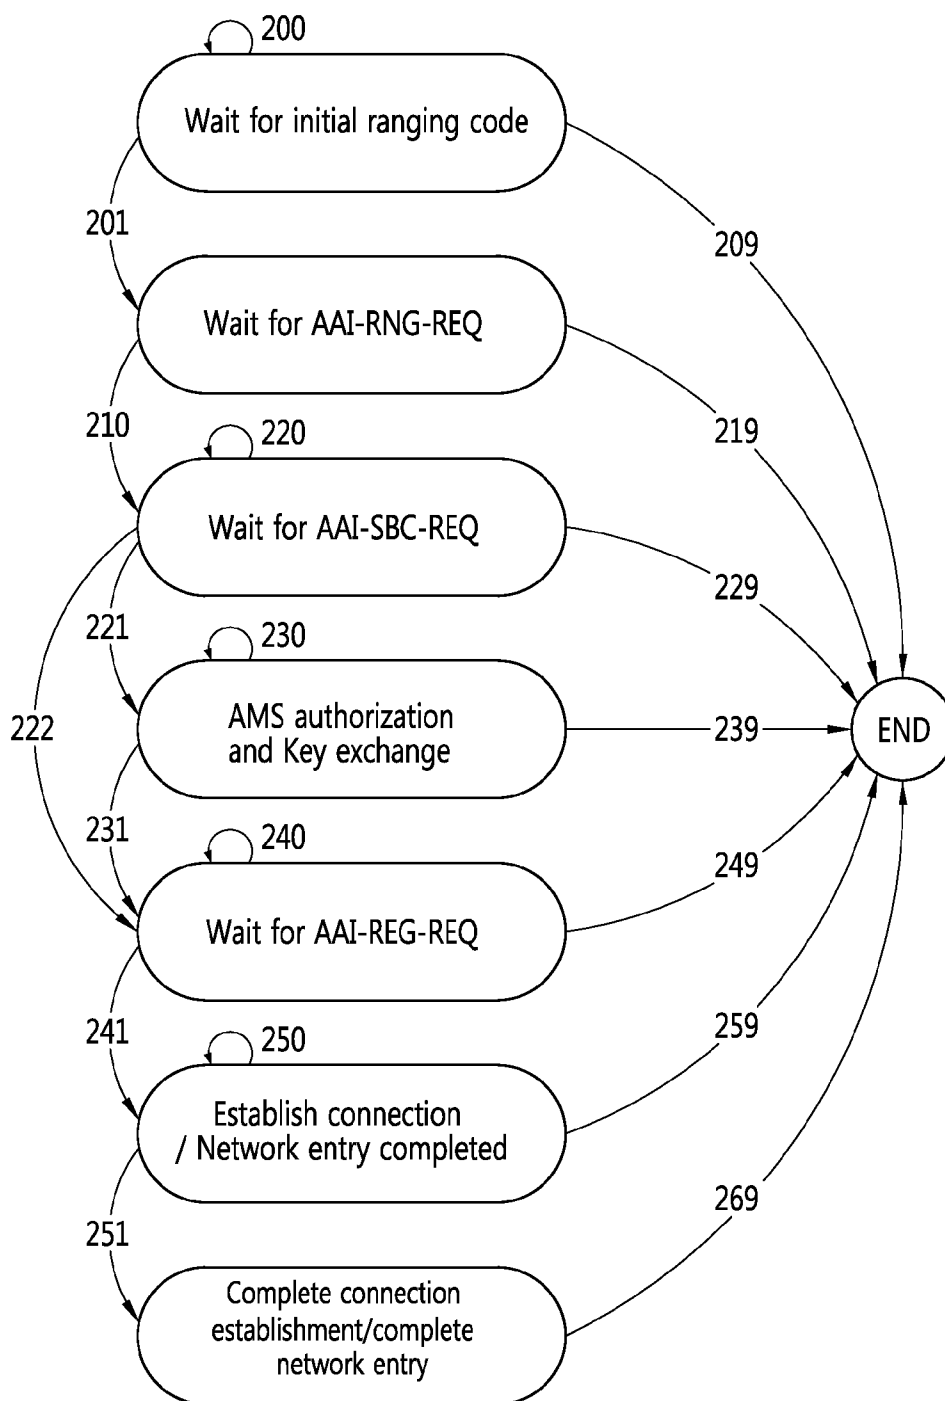 200
Wait for initial ranging code
201
209
Wait for AAI-RNG-REQ
210
219
220
Wait for AAI-SBC-REQ
229
221
230
222
AMS authorization
and Key exchange
239
END
231
240
249
Wait for AAI-REG-REQ
241
250
259
Establish connection
/ Network entry completed
251
269
Complete connection
establishment/complete
network entry